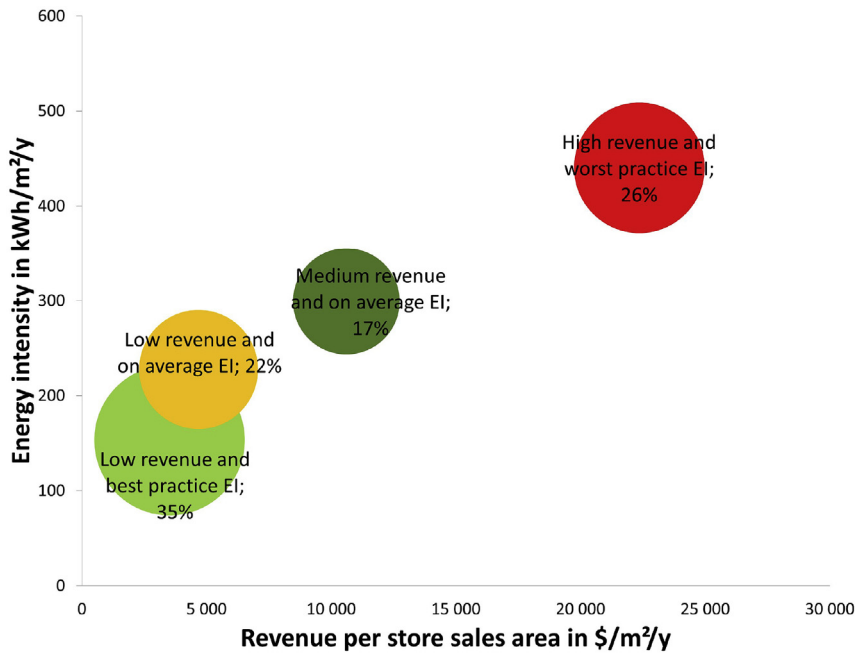 600
500
400
300
200
100
0
Energy intensity in kWh/m²/y
High revenue and
worst practice EI;
26%
Medium revenue
and on average EI;
17%
Low revenue and
on average EI; 22%
Low revenue and
best practice EI;
35%
0 5 000 10 000 15 000 20 000 25 000 30 000
Revenue per store sales area in $/m²/y